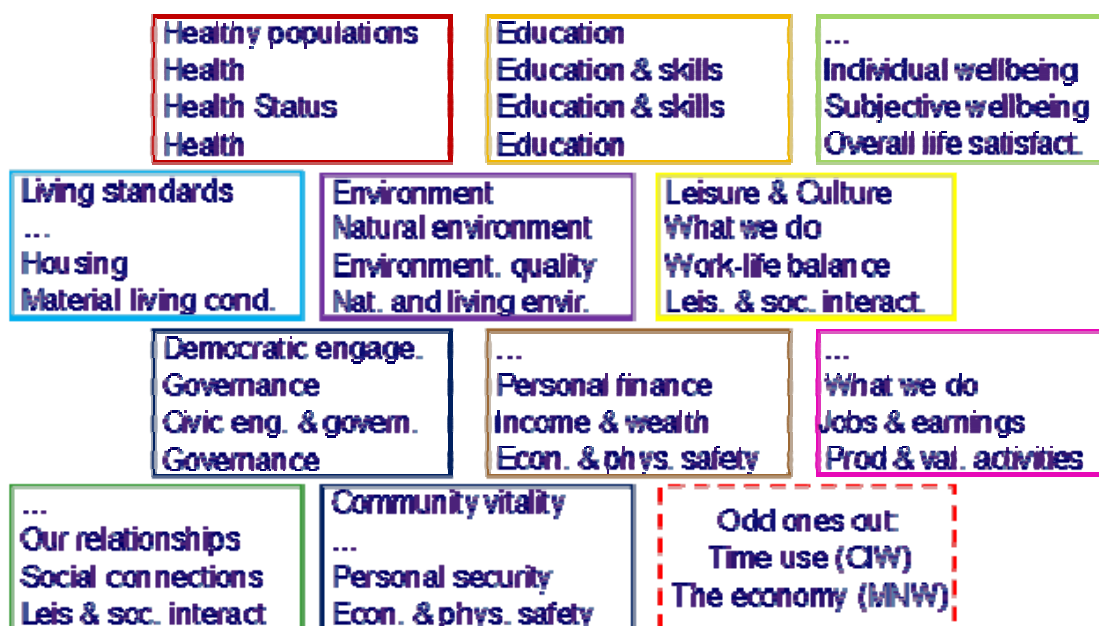 Healthy populations
Health
Health Status
Health
Education
Education & skills
Education & skills
Education
...
Individual wellbeing
Subjective wellbeing
Overall life satisfact.
Living standards
...
Housing
Material living cond.
Environment
Natural environment
Environment. quality
Nat. and living envir.
Leisure & Culture
What we do
Work-life balance
Leis. & soc. interact.
Democratic engage.
Governance
Civic eng. & govern.
Governance
...
Personal finance
Income & wealth
Econ. & phys. safety
...
What we do
Jobs & earnings
Prod & val. activities
...
Our relationships
Social connections
Leis & soc. interact
Community vitality
...
Personal security
Econ. & phys. safety
Odd ones out:
Time use (CIW)
The economy (MNW)